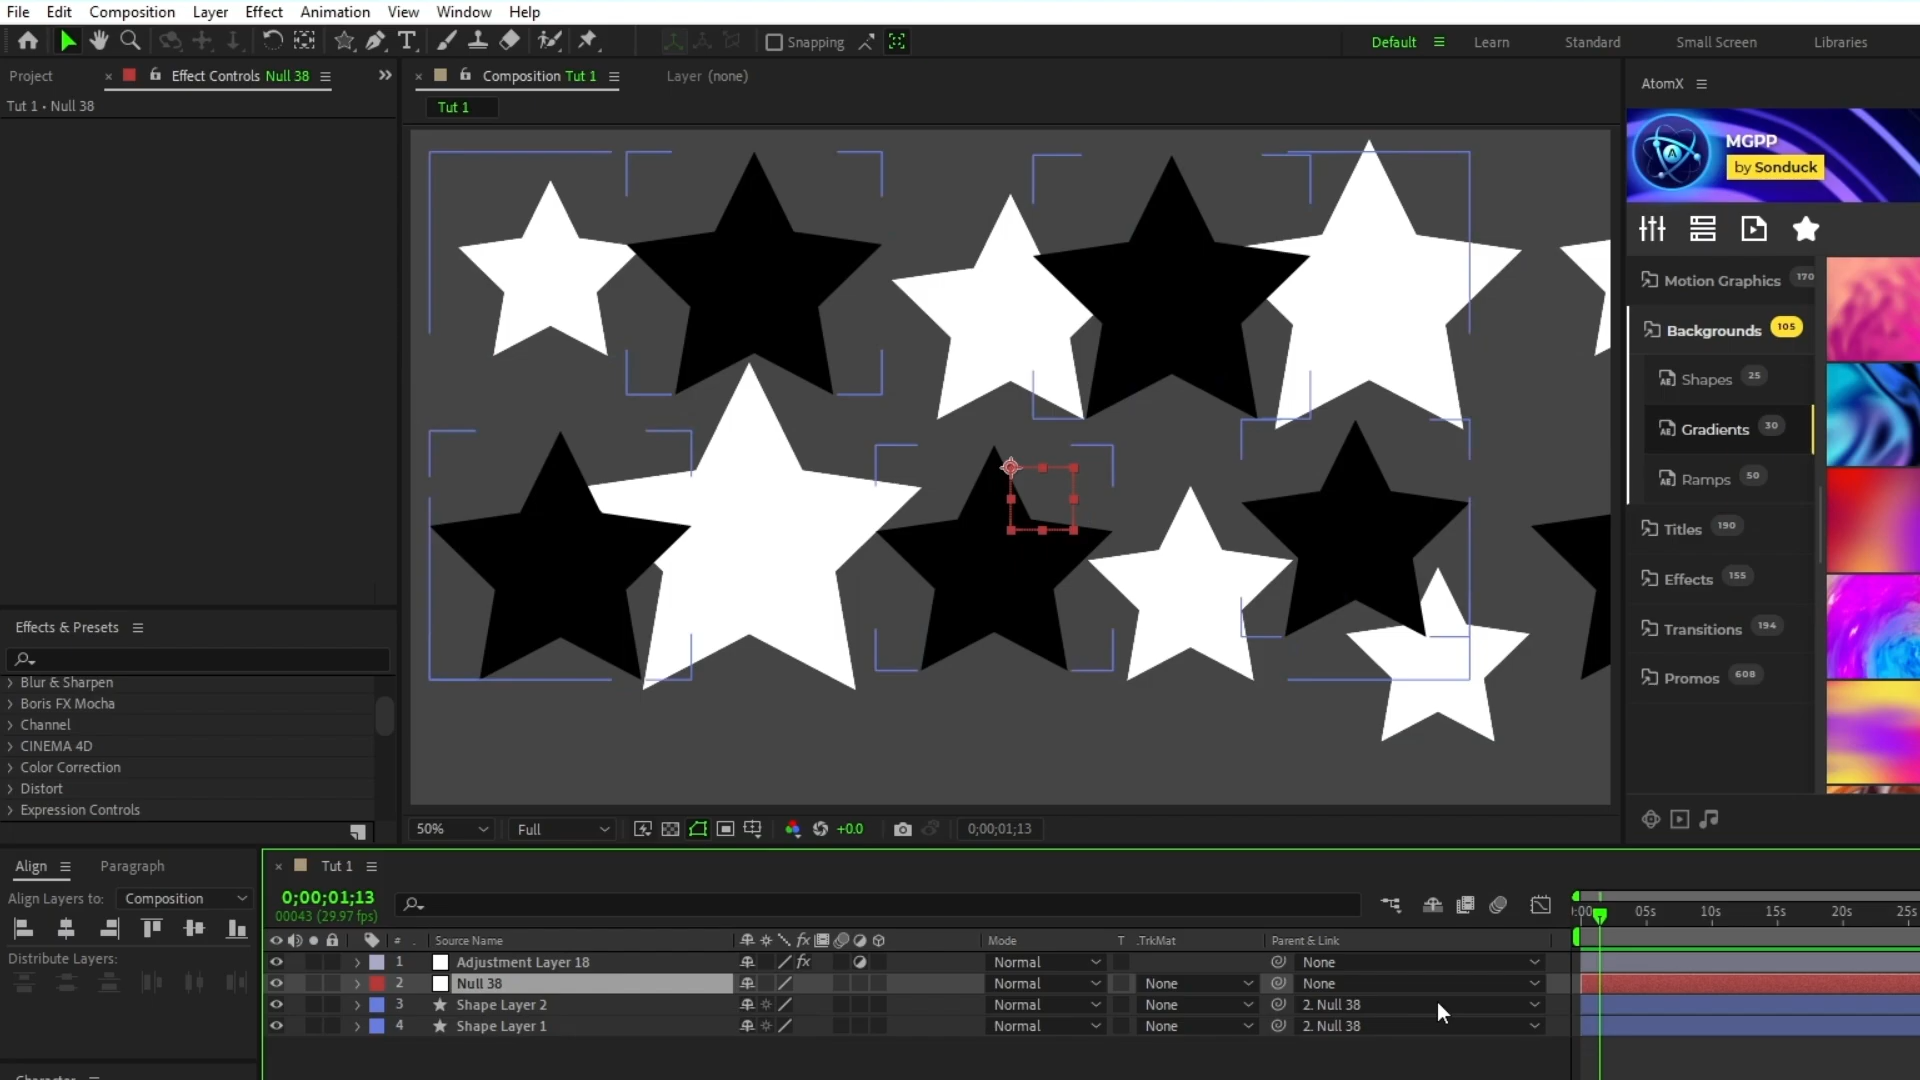 File Edit Composition Layer Effect Animation View Window Help
Snapping
Default Learn Standard Small Screen Libraries
Project × Effect Controls Null 38
Tut 1 • Null 38
× Composition Tut 1 Layer (none)
Tut 1
AtomX
MGPP
by Sonduck
Motion Graphics 170
Backgrounds 105
Shapes 25
Gradients 30
Ramps 50
Titles 190
Effects 155
Transitions 194
Promos 608
Effects & Presets
Blur & Sharpen
Boris FX Mocha
Channel
CINEMA 4D
Color Correction
Distort
Expression Controls
50% Full +0.0 0;00;01;13
Align Paragraph
Align Layers to: Composition
Distribute Layers:
× Tut 1
0;00;01;13
00043 (29.97 fps)
05s 10s 15s 20s 25s
# Source Name fx Mode T .TrkMat Parent & Link
1 Adjustment Layer 18 fx Normal None
2 Null 38 Normal None None
3 Shape Layer 2 Normal None 2. Null 38
4 Shape Layer 1 Normal None 2. Null 38